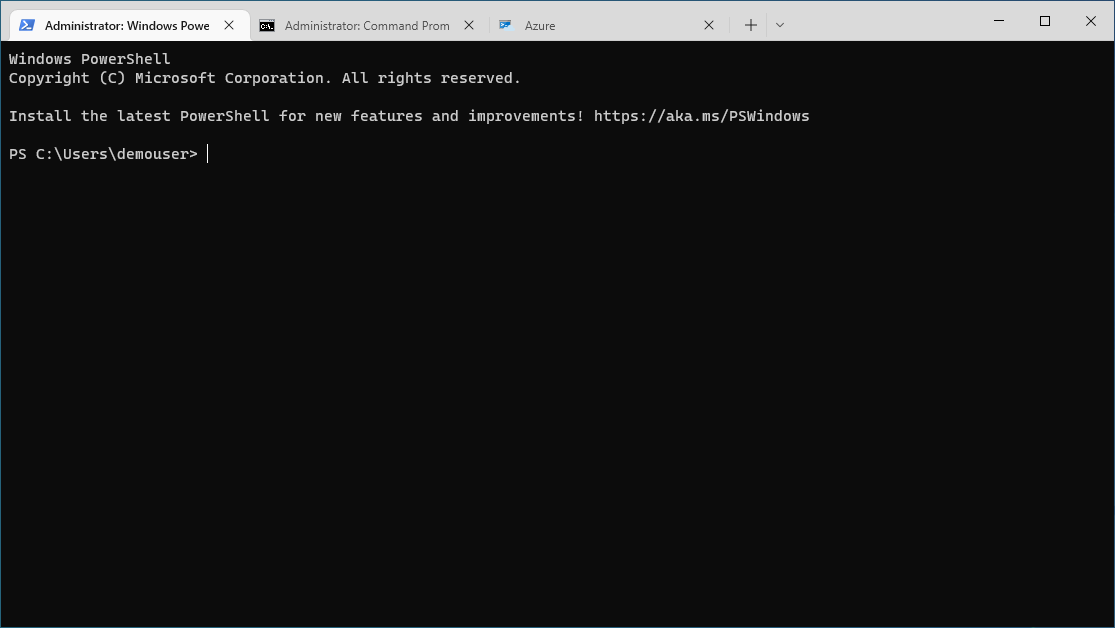 Administrator: Windows Powe
Administrator: Command Prom
Azure
Windows PowerShell
Copyright (C) Microsoft Corporation. All rights reserved.
Install the latest PowerShell for new features and improvements! https://aka.ms/PSWindows
PS C:\Users\demouser>